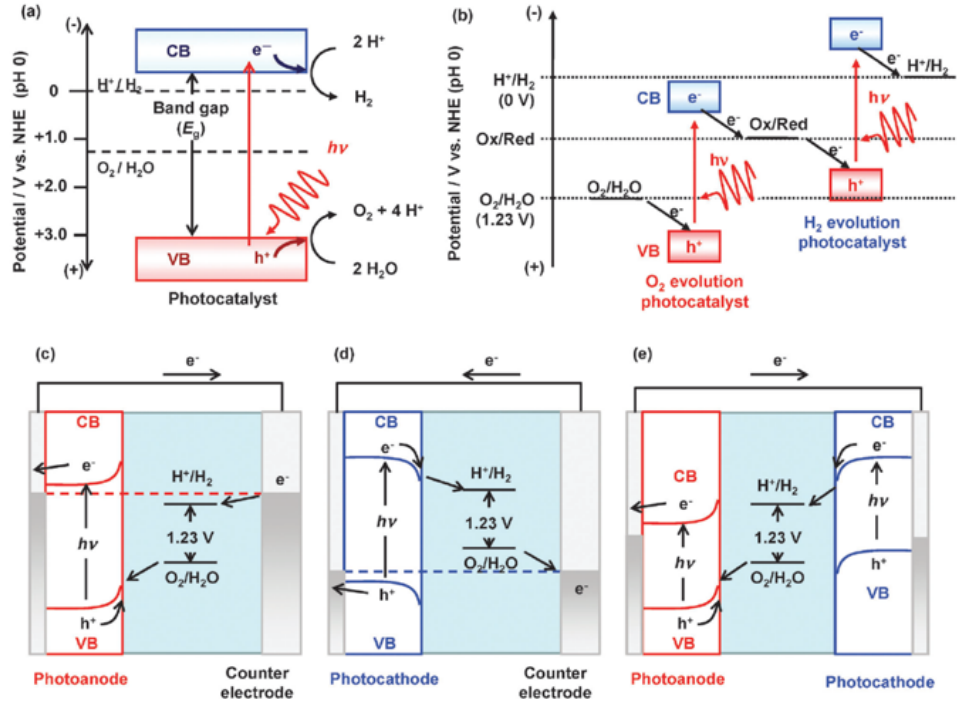 (a)
(-)
Potential / V vs. NHE (pH 0)
(+)
H⁺/ H₂
0
+1.0
O₂ / H₂O
+2.0
+3.0
CB
e⁻
2 H⁺
H₂
Band gap
(Eg)
hν
O₂ + 4 H⁺
VB
h⁺
2 H₂O
Photocatalyst
(b)
(-)
Potential / V vs. NHE (pH 0)
(+)
H⁺/H₂
(0 V)
Ox/Red
O₂/H₂O
(1.23 V)
CB
e⁻
e⁻
hν
O₂/H₂O
e⁻
VB
h⁺
O₂ evolution
photocatalyst
Ox/Red
e⁻
e⁻
e⁻
H⁺/H₂
hν
h⁺
H₂ evolution
photocatalyst
(c)
e⁻
CB
e⁻
H⁺/H₂
e⁻
hν
1.23 V
O₂/H₂O
h⁺
VB
Photoanode
Counter
electrode
(d)
e⁻
CB
e⁻
H⁺/H₂
hν
1.23 V
O₂/H₂O
h⁺
e⁻
VB
Photocathode
Counter
electrode
(e)
e⁻
CB
CB
e⁻
e⁻
H⁺/H₂
hν
hν
1.23 V
O₂/H₂O
h⁺
h⁺
VB
VB
Photoanode
Photocathode